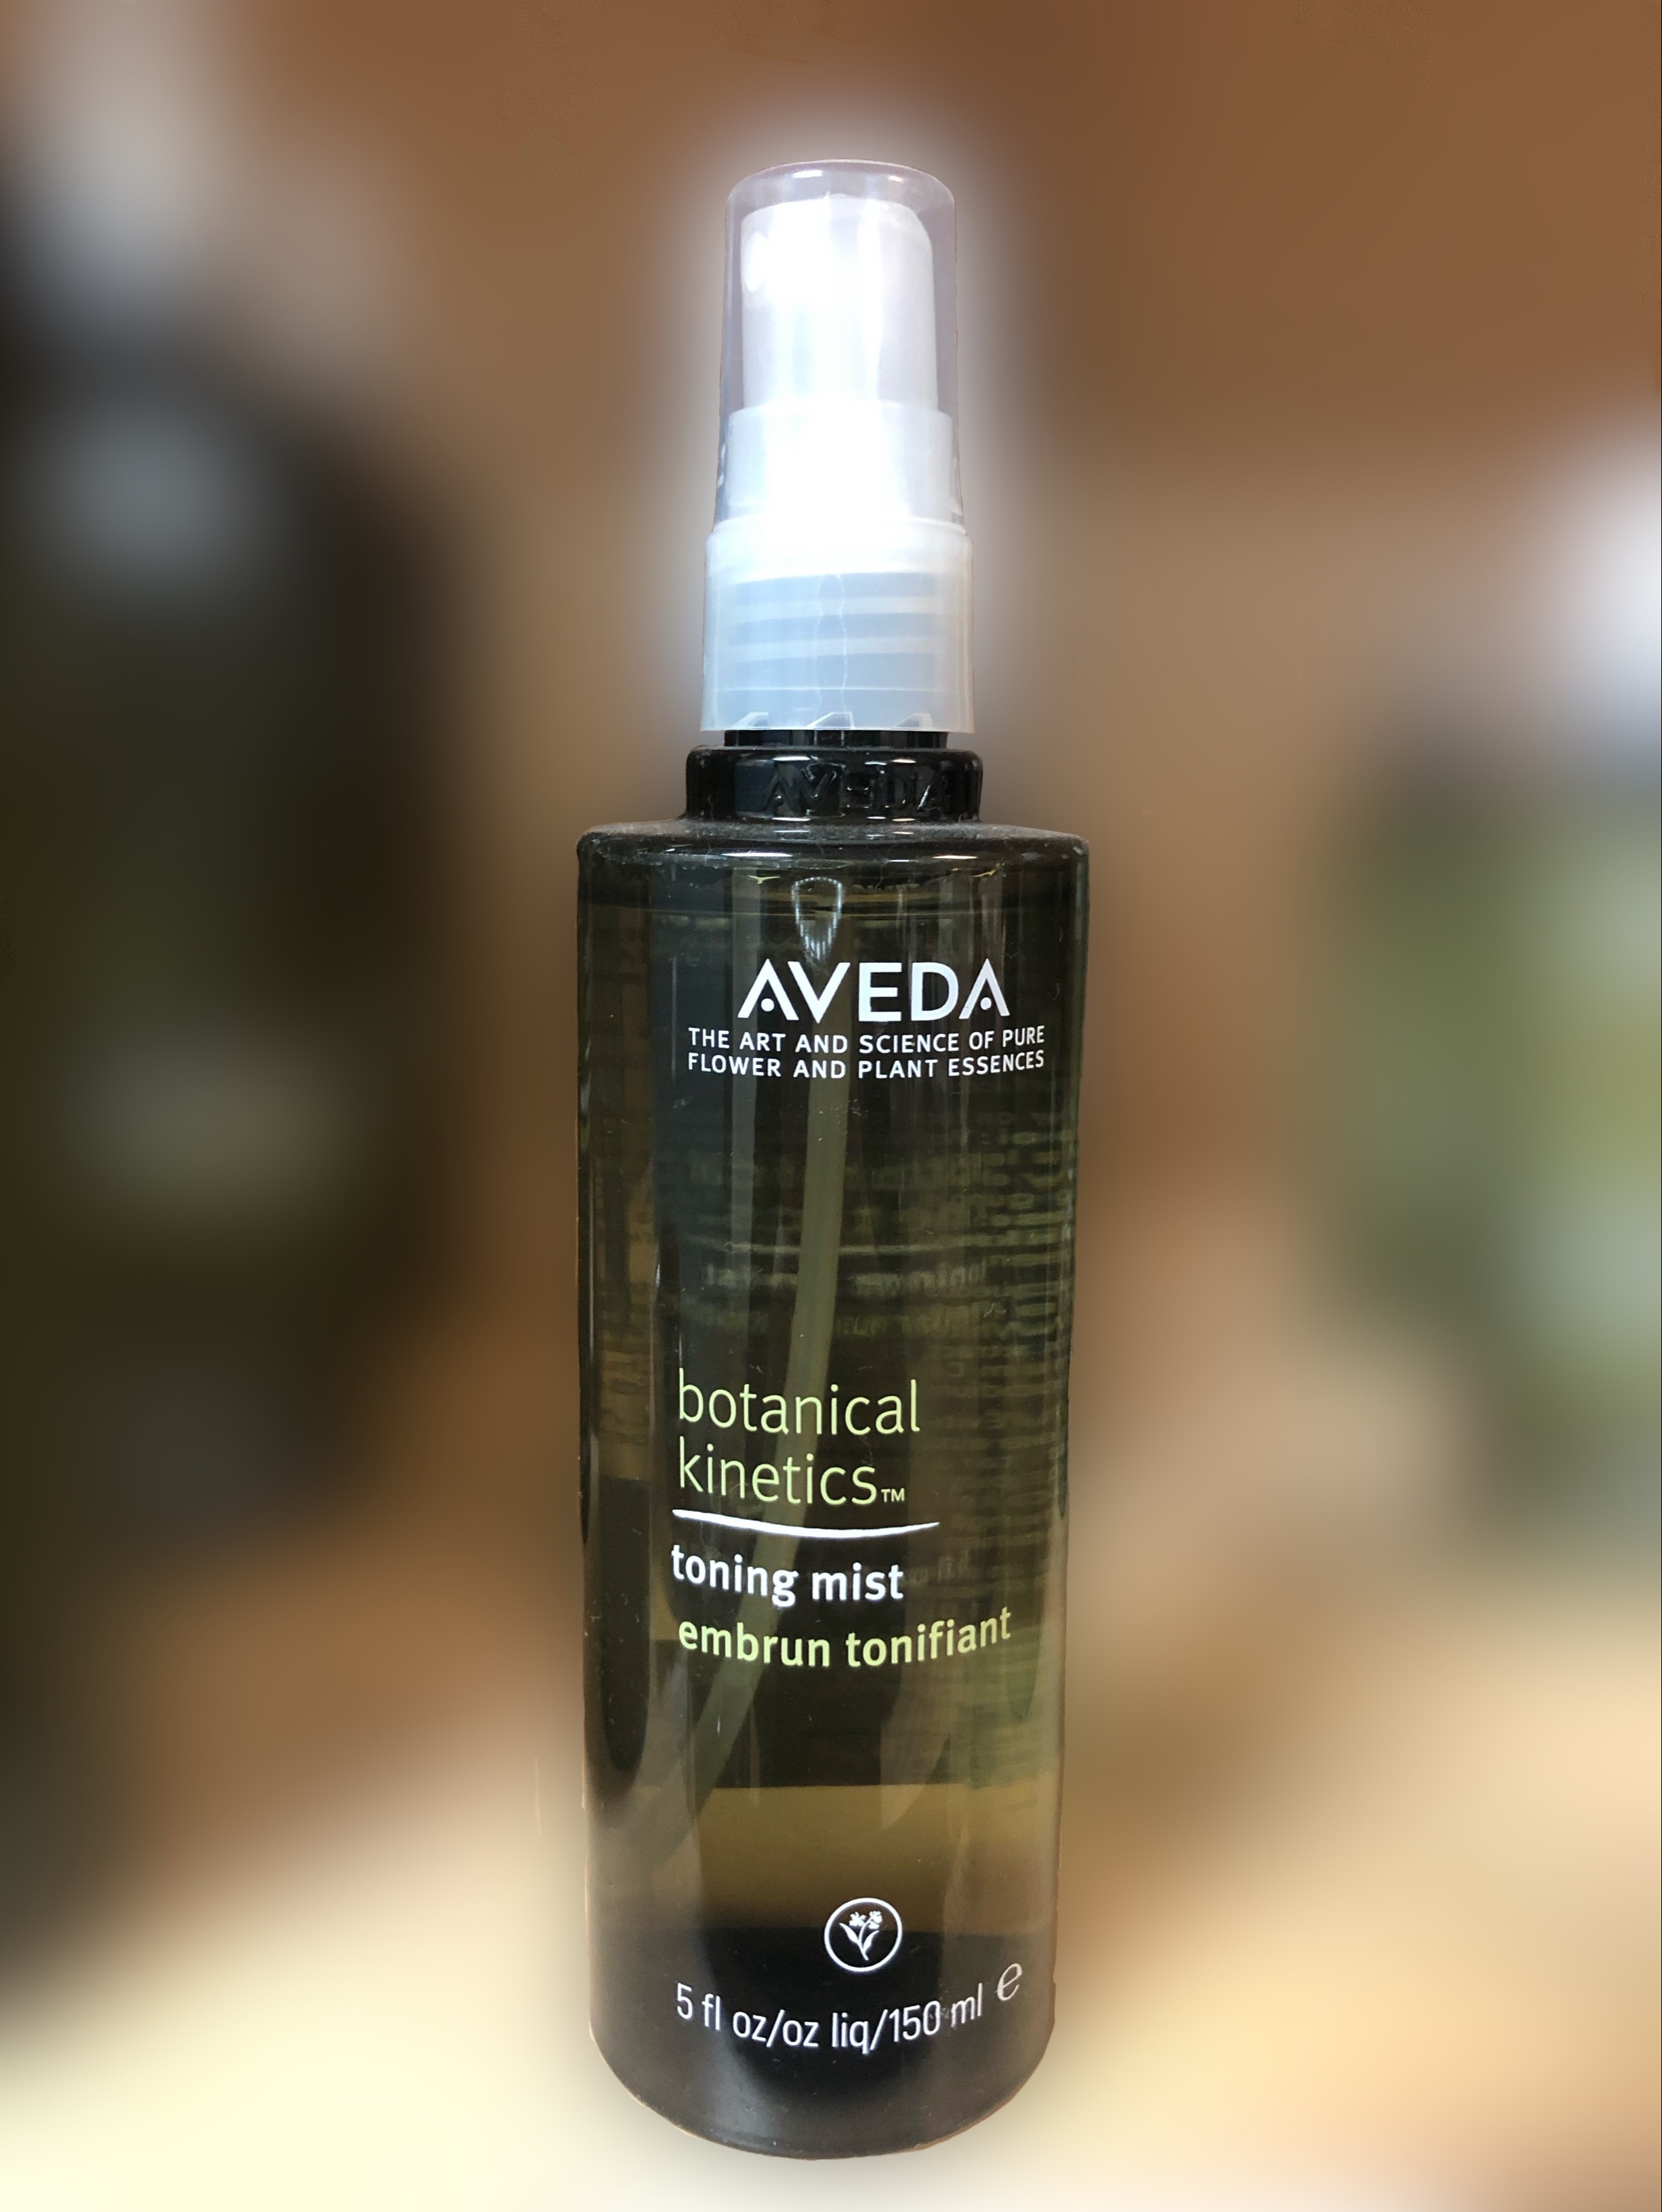 AVEDA
AVEDA
THE ART AND SCIENCE OF PURE
FLOWER AND PLANT ESSENCES
botanical
kinetics™
toning mist
embrun tonifiant
5 fl oz/oz liq/150 ml ℮